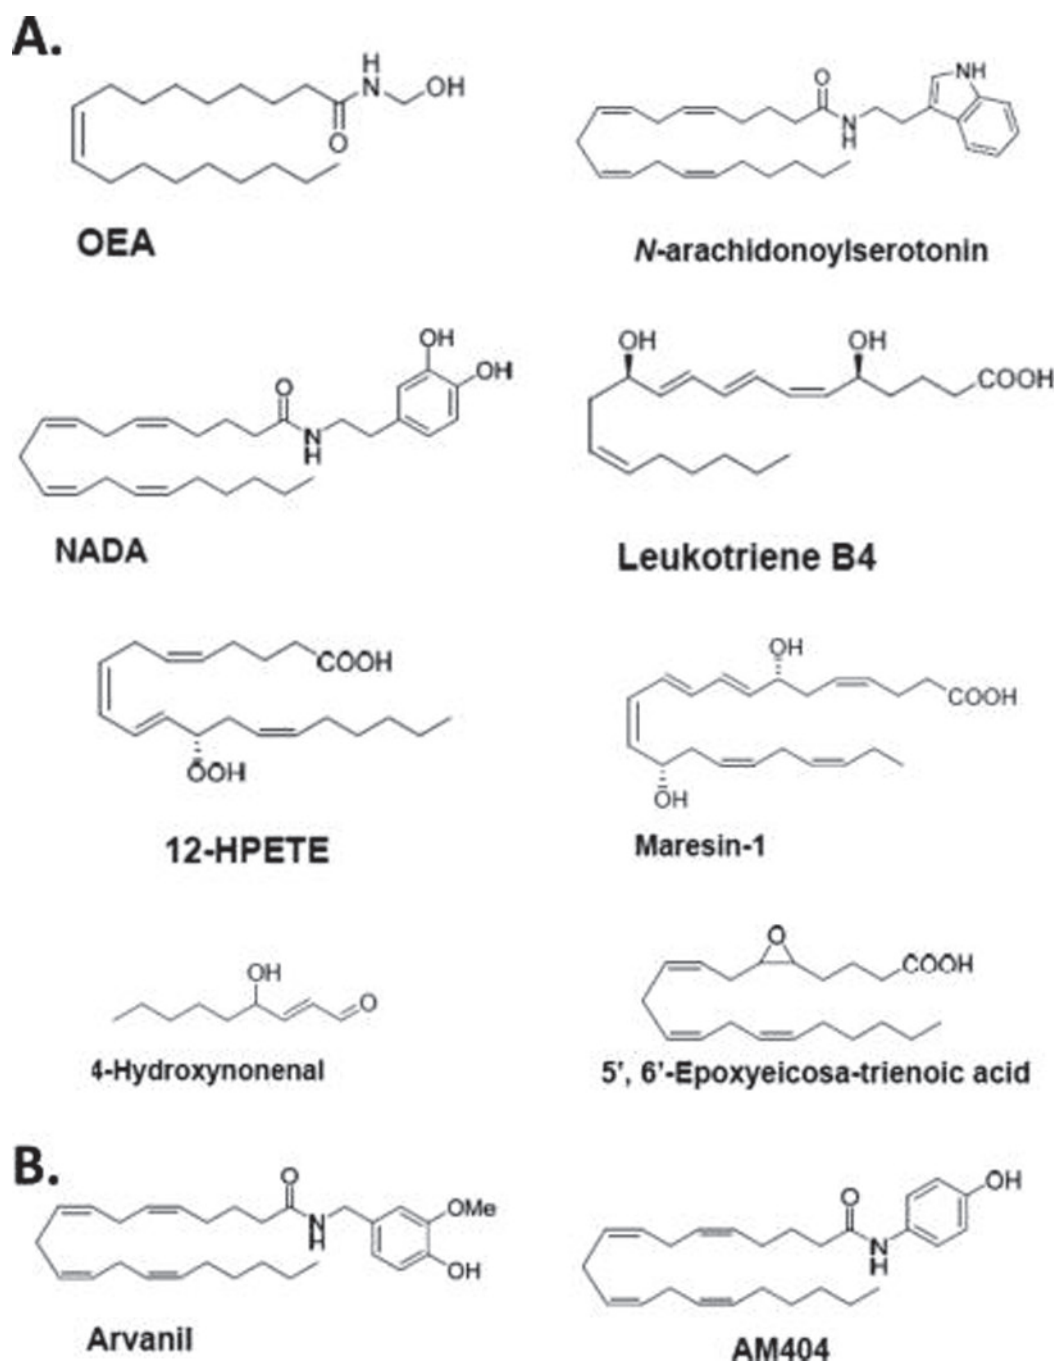 A.
H
N
OH
O
OEA
O
N
H
NH
N-arachidonoylserotonin
OH
OH
O
N
H
NADA
OH
OH
COOH
Leukotriene B4
COOH
OOH
12-HPETE
OH
COOH
OH
Maresin-1
OH
O
4-Hydroxynonenal
O
COOH
5', 6'-Epoxyeicosa-trienoic acid
B.
O
N
H
OMe
OH
Arvanil
O
N
H
OH
AM404